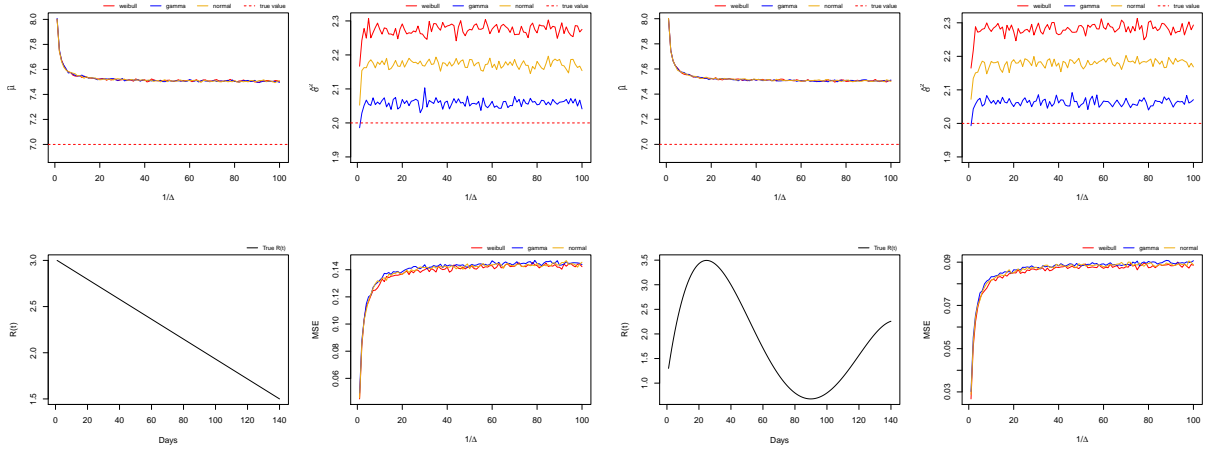 weibull gamma normal true value
8.0
7.8
7.6
7.4
7.2
7.0
μ̂
0 20 40 60 80 100
1/Δ
weibull gamma normal true value
2.3
2.2
2.1
2.0
1.9
σ̂²
0 20 40 60 80 100
1/Δ
weibull gamma normal true value
8.0
7.8
7.6
7.4
7.2
7.0
μ̂
0 20 40 60 80 100
1/Δ
weibull gamma normal true value
2.3
2.2
2.1
2.0
1.9
σ̂²
0 20 40 60 80 100
1/Δ
True R(t)
3.0
2.5
2.0
1.5
R(t)
0 20 40 60 80 100 120 140
Days
weibull gamma normal
0.14
0.12
0.10
0.08
0.06
MSE
0 20 40 60 80 100
1/Δ
True R(t)
3.5
3.0
2.5
2.0
1.5
1.0
R(t)
0 20 40 60 80 100 120 140
Days
weibull gamma normal
0.09
0.08
0.07
0.06
0.05
0.04
0.03
MSE
0 20 40 60 80 100
1/Δ